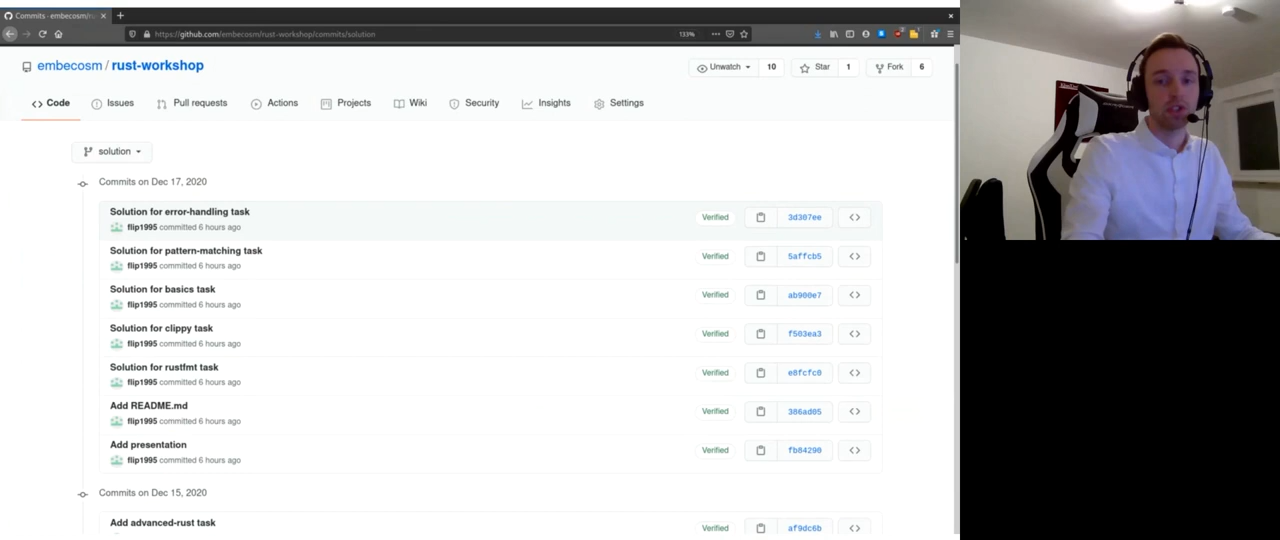 Commits · embecosm/ru
https://github.com/embecosm/rust-workshop/commits/solution
133%
embecosm / rust-workshop
Unwatch 10
Star 1
Fork 6
Code
Issues
Pull requests
Actions
Projects
Wiki
Security
Insights
Settings
solution
Commits on Dec 17, 2020
Solution for error-handling task
flip1995 committed 6 hours ago
Verified
3d307ee
Solution for pattern-matching task
flip1995 committed 6 hours ago
Verified
5affcb5
Solution for basics task
flip1995 committed 6 hours ago
Verified
ab900e7
Solution for clippy task
flip1995 committed 6 hours ago
Verified
f503ea3
Solution for rustfmt task
flip1995 committed 6 hours ago
Verified
e8fcfc0
Add README.md
flip1995 committed 6 hours ago
Verified
386ad05
Add presentation
flip1995 committed 6 hours ago
Verified
fb84290
Commits on Dec 15, 2020
Add advanced-rust task
Verified
af9dc6b